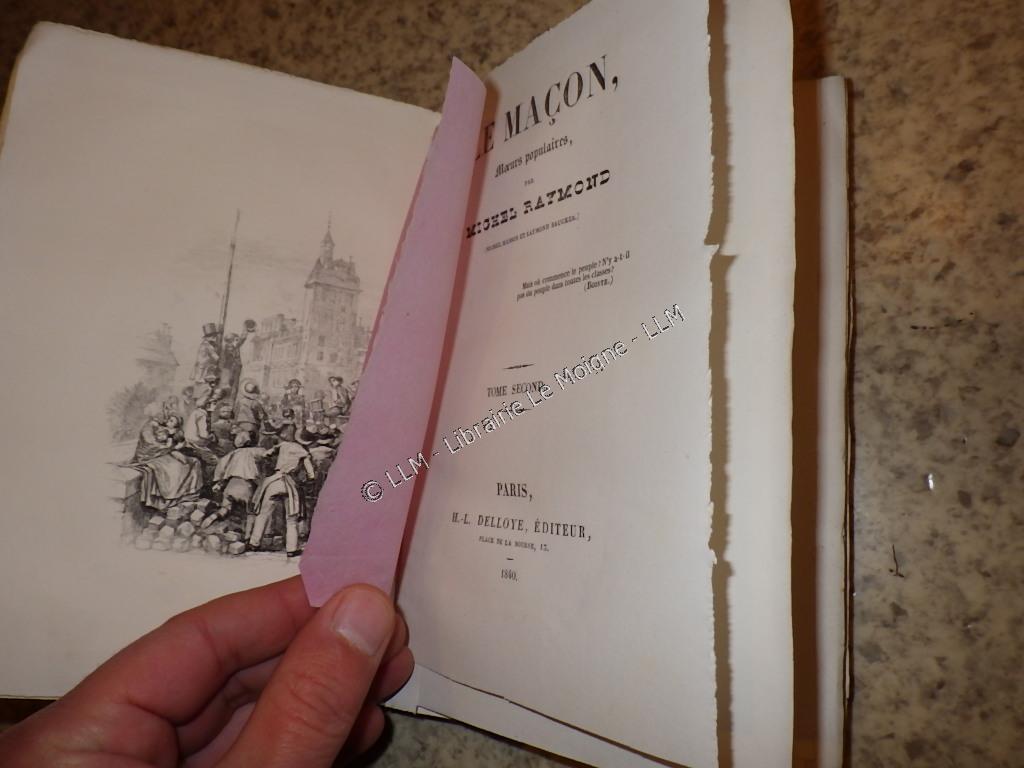 LE MAÇON,
Mœurs populaires,
PAR
MICHEL RAYMOND
(MICHEL MASSON ET RAYMOND BRUCKER.)
Mais où commence le peuple? N'y a-t-il
pas du peuple dans toutes les classes?
(BOISTE.)
TOME SECOND.
© LLM - Librairie Le Moigne - LLM
PARIS,
H.-L. DELLOYE, ÉDITEUR,
PLACE DE LA BOURSE, 13.
1840.